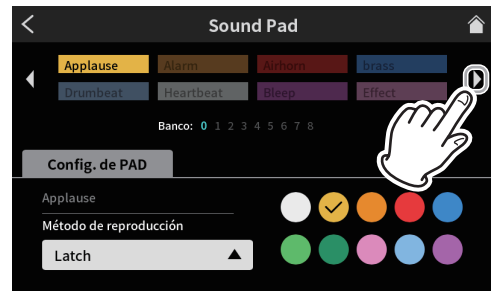 Sound Pad
Applause Alarm Airhorn brass
Drumbeat Heartbeat Bleep Effect
Banco: 0 1 2 3 4 5 6 7 8
Config. de PAD
Applause
Método de reproducción
Latch